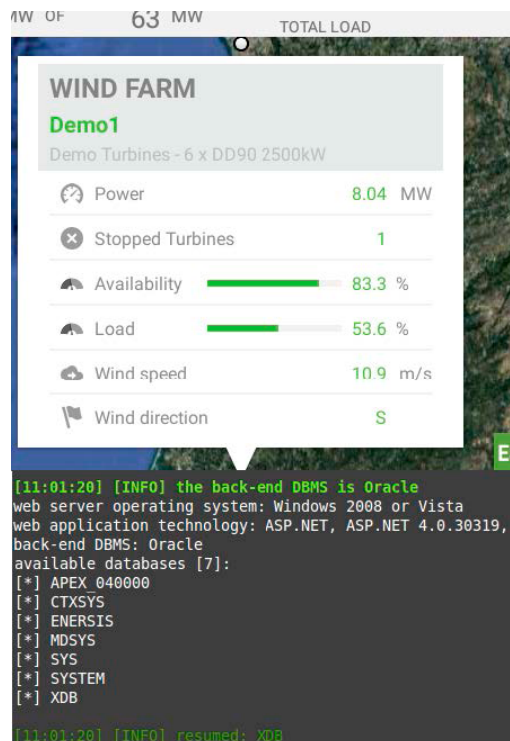 MW OF 63 MW TOTAL LOAD
WIND FARM
Demo1
Demo Turbines - 6 x DD90 2500kW
Power 8.04 MW
Stopped Turbines 1
Availability 83.3 %
Load 53.6 %
Wind speed 10.9 m/s
Wind direction S
E
[11:01:20] [INFO] the back-end DBMS is Oracle
web server operating system: Windows 2008 or Vista
web application technology: ASP.NET, ASP.NET 4.0.30319,
back-end DBMS: Oracle
available databases [7]:
[*] APEX_040000
[*] CTXSYS
[*] ENERSIS
[*] MDSYS
[*] SYS
[*] SYSTEM
[*] XDB
[11:01:20] [INFO] resumed: XDB